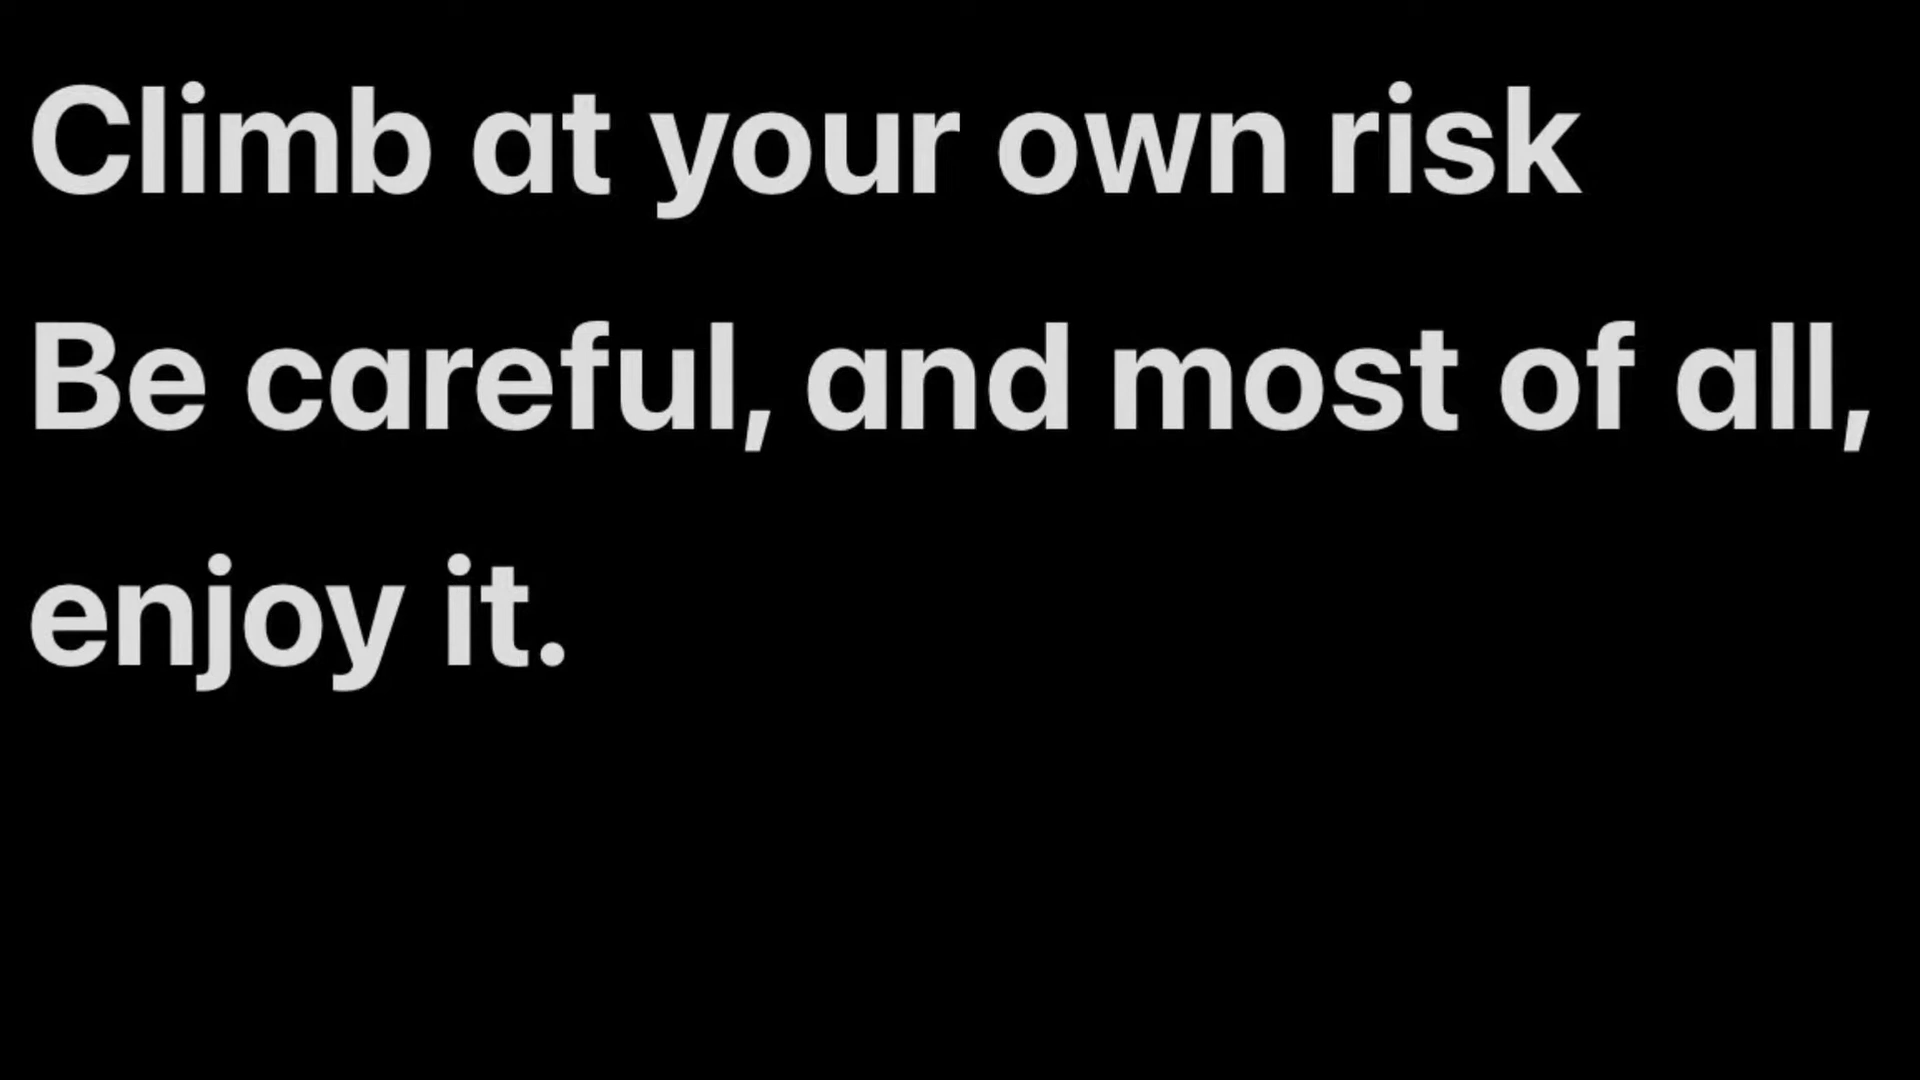 Climb at your own risk
Be careful, and most of all,
enjoy it.